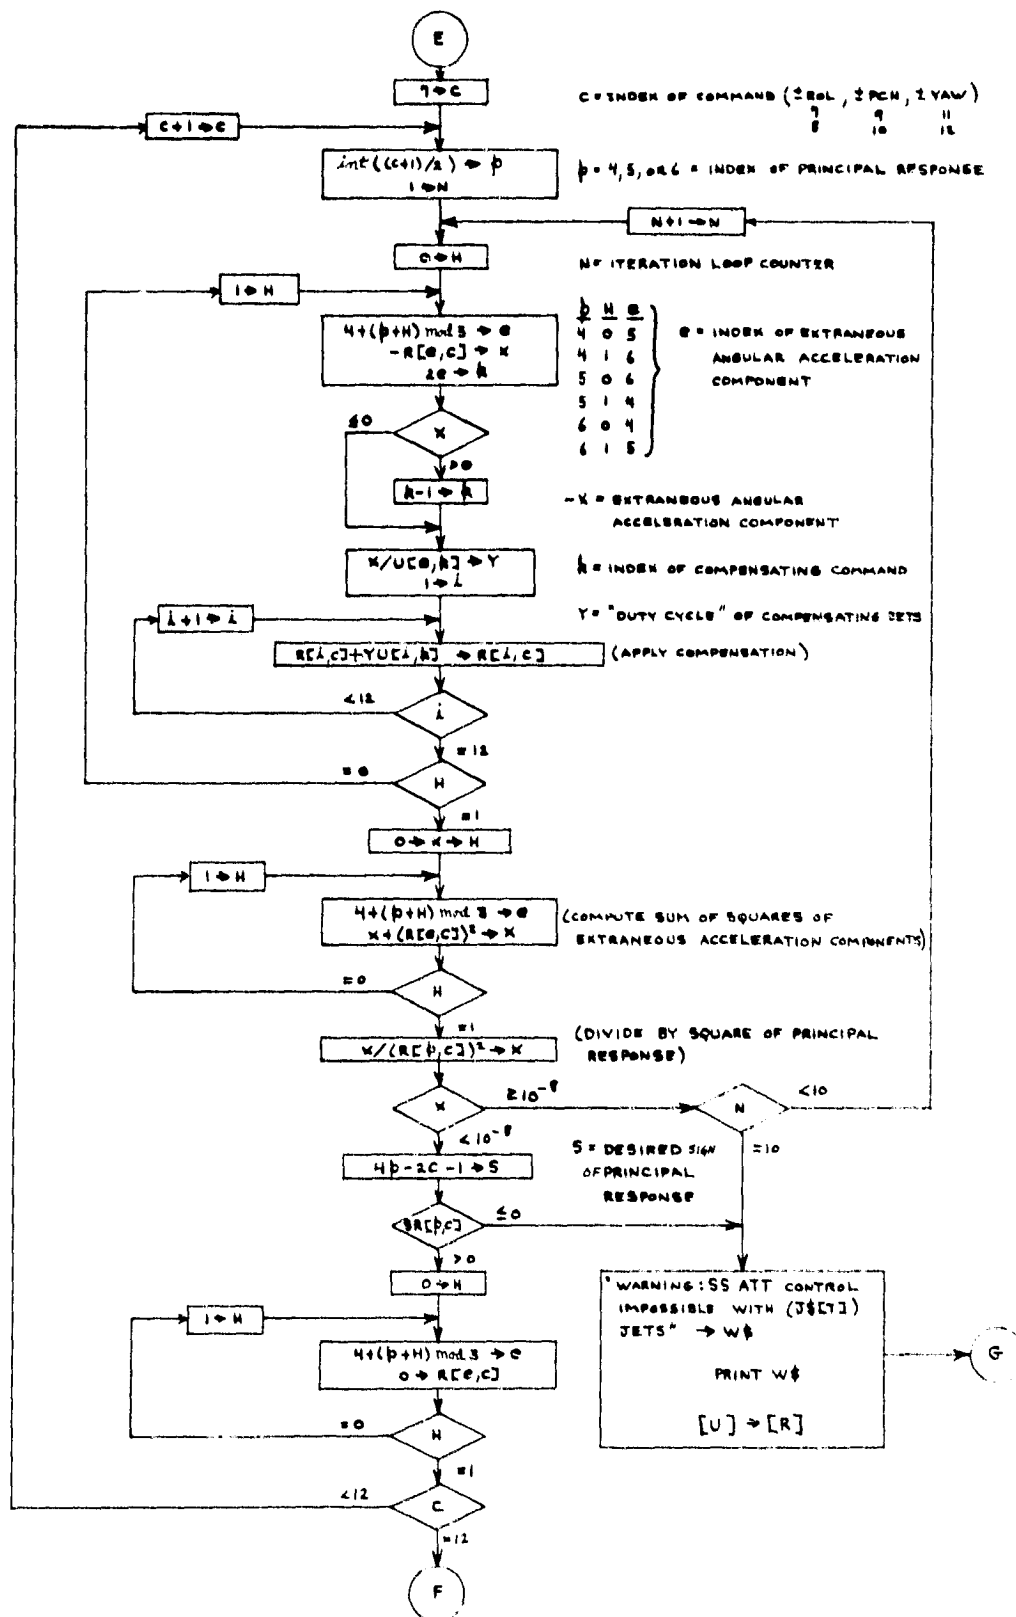 E
7→C
C = INDEX OF COMMAND (±ROL, ±PCH, ±YAW)
7 9 11
8 10 12
C+1→C
int((C+1)/2)→p
1→N
p = 4, 5, OR 6 = INDEX OF PRINCIPAL RESPONSE
N+1→N
0→H
N = ITERATION LOOP COUNTER
1→H
4+(p+H) mod 3→e
-R[e,c]→X
2e→k
p H e
4 0 5
4 1 6
5 0 6
5 1 4
6 0 4
6 1 5
e = INDEX OF EXTRANEOUS
ANGULAR ACCELERATION
COMPONENT
≤0
X
>0
k-1→k
-X = EXTRANEOUS ANGULAR
ACCELERATION COMPONENT
X/U[e,k]→Y
1→i
k = INDEX OF COMPENSATING COMMAND
i+1→i
Y = "DUTY CYCLE" OF COMPENSATING JETS
R[i,c]+YU[i,k] → R[i,c]
(APPLY COMPENSATION)
<12
i
=12
=0
H
=1
0→X→H
1→H
4+(p+H) mod 3→e
X+(R[e,c])²→X
(COMPUTE SUM OF SQUARES OF
EXTRANEOUS ACCELERATION COMPONENTS)
=0
H
=1
X/(R[p,c])²→X
(DIVIDE BY SQUARE OF PRINCIPAL
RESPONSE)
X
≥10⁻⁸
N
<10
<10⁻⁸
=10
4p-2c-1→S
S = DESIRED SIGN
OF PRINCIPAL
RESPONSE
SR[p,c]
≤0
>0
0→H
"WARNING: SS ATT CONTROL
IMPOSSIBLE WITH (J$[T])
JETS" → W$
PRINT W$
[U]→[R]
G
1→H
4+(p+H) mod 3→e
0→R[e,c]
=0
H
=1
<12
C
=12
F